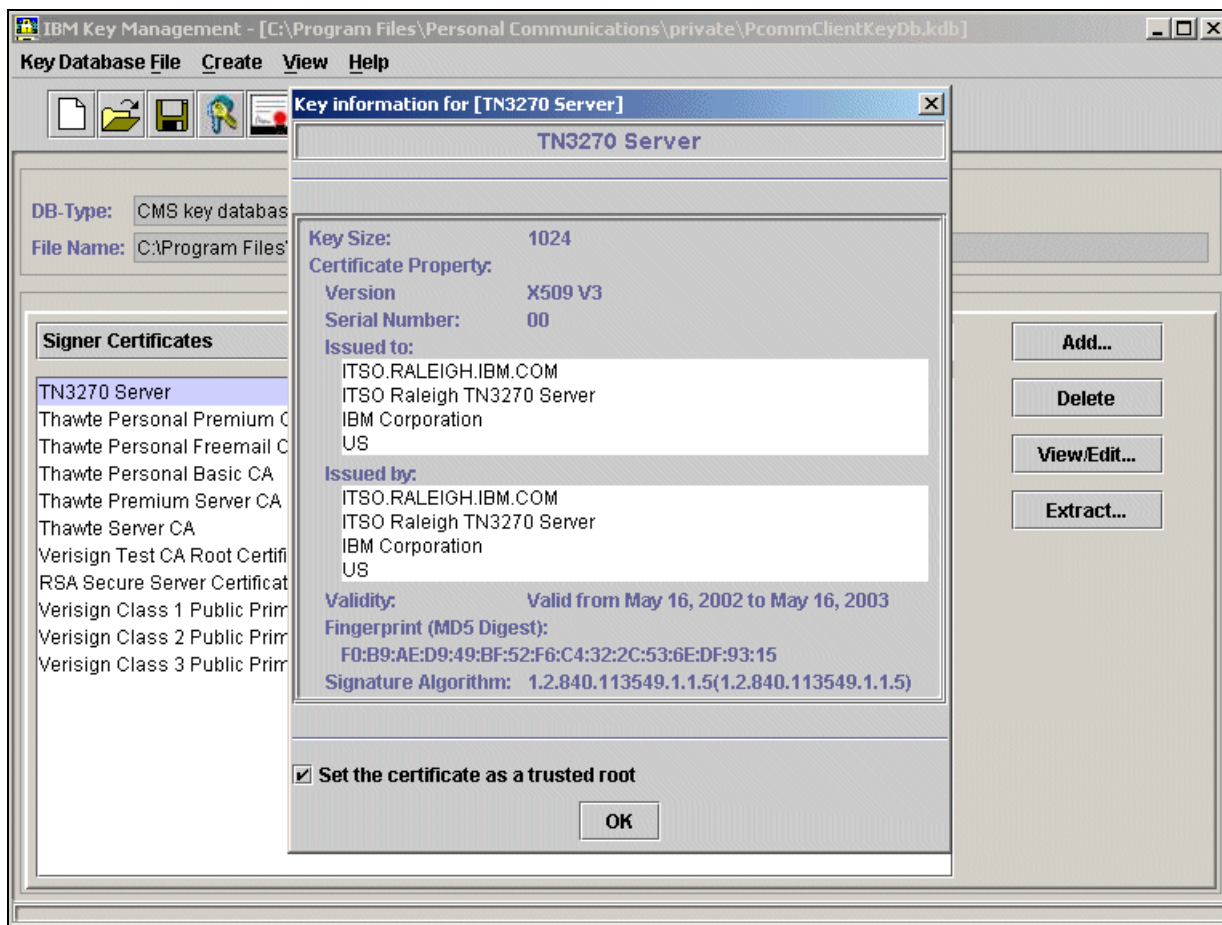 IBM Key Management - [C:\Program Files\Personal Communications\private\PcommClientKeyDb.kdb]
Key Database File Create View Help
Key information for [TN3270 Server]
TN3270 Server
DB-Type: CMS key databas
File Name: C:\Program Files\
Key Size: 1024
Certificate Property:
Version X509 V3
Serial Number: 00
Issued to:
ITSO.RALEIGH.IBM.COM
ITSO Raleigh TN3270 Server
IBM Corporation
US
Issued by:
ITSO.RALEIGH.IBM.COM
ITSO Raleigh TN3270 Server
IBM Corporation
US
Validity: Valid from May 16, 2002 to May 16, 2003
Fingerprint (MD5 Digest):
F0:B9:AE:D9:49:BF:52:F6:C4:32:2C:53:6E:DF:93:15
Signature Algorithm: 1.2.840.113549.1.1.5(1.2.840.113549.1.1.5)
Set the certificate as a trusted root
OK
Signer Certificates
TN3270 Server
Thawte Personal Premium C
Thawte Personal Freemail C
Thawte Personal Basic CA
Thawte Premium Server CA
Thawte Server CA
Verisign Test CA Root Certifi
RSA Secure Server Certificat
Verisign Class 1 Public Prim
Verisign Class 2 Public Prim
Verisign Class 3 Public Prim
Add...
Delete
View/Edit...
Extract...